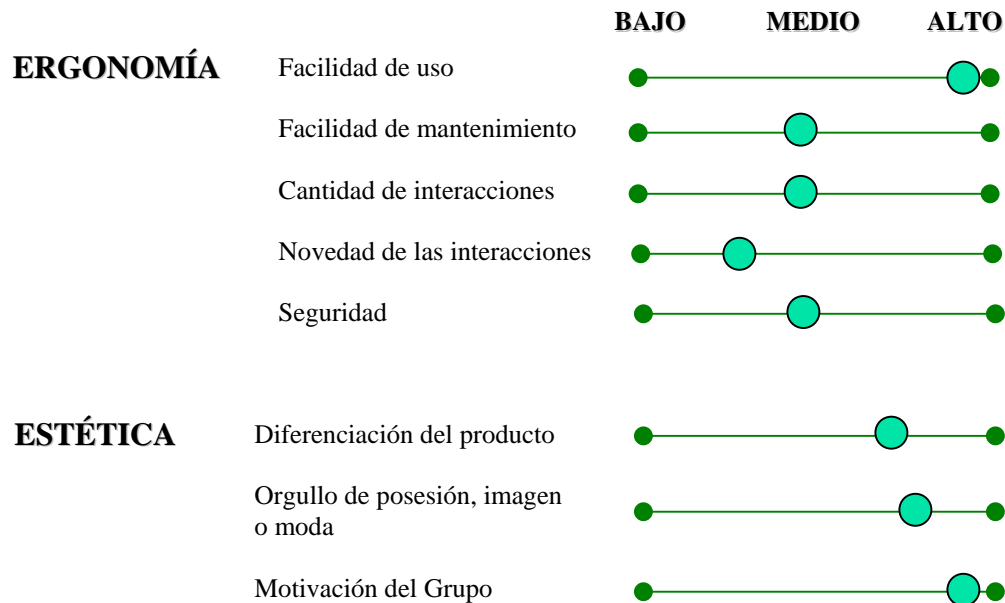 BAJO MEDIO ALTO
ERGONOMÍA Facilidad de uso
Facilidad de mantenimiento
Cantidad de interacciones
Novedad de las interacciones
Seguridad
ESTÉTICA Diferenciación del producto
Orgullo de posesión, imagen
o moda
Motivación del Grupo